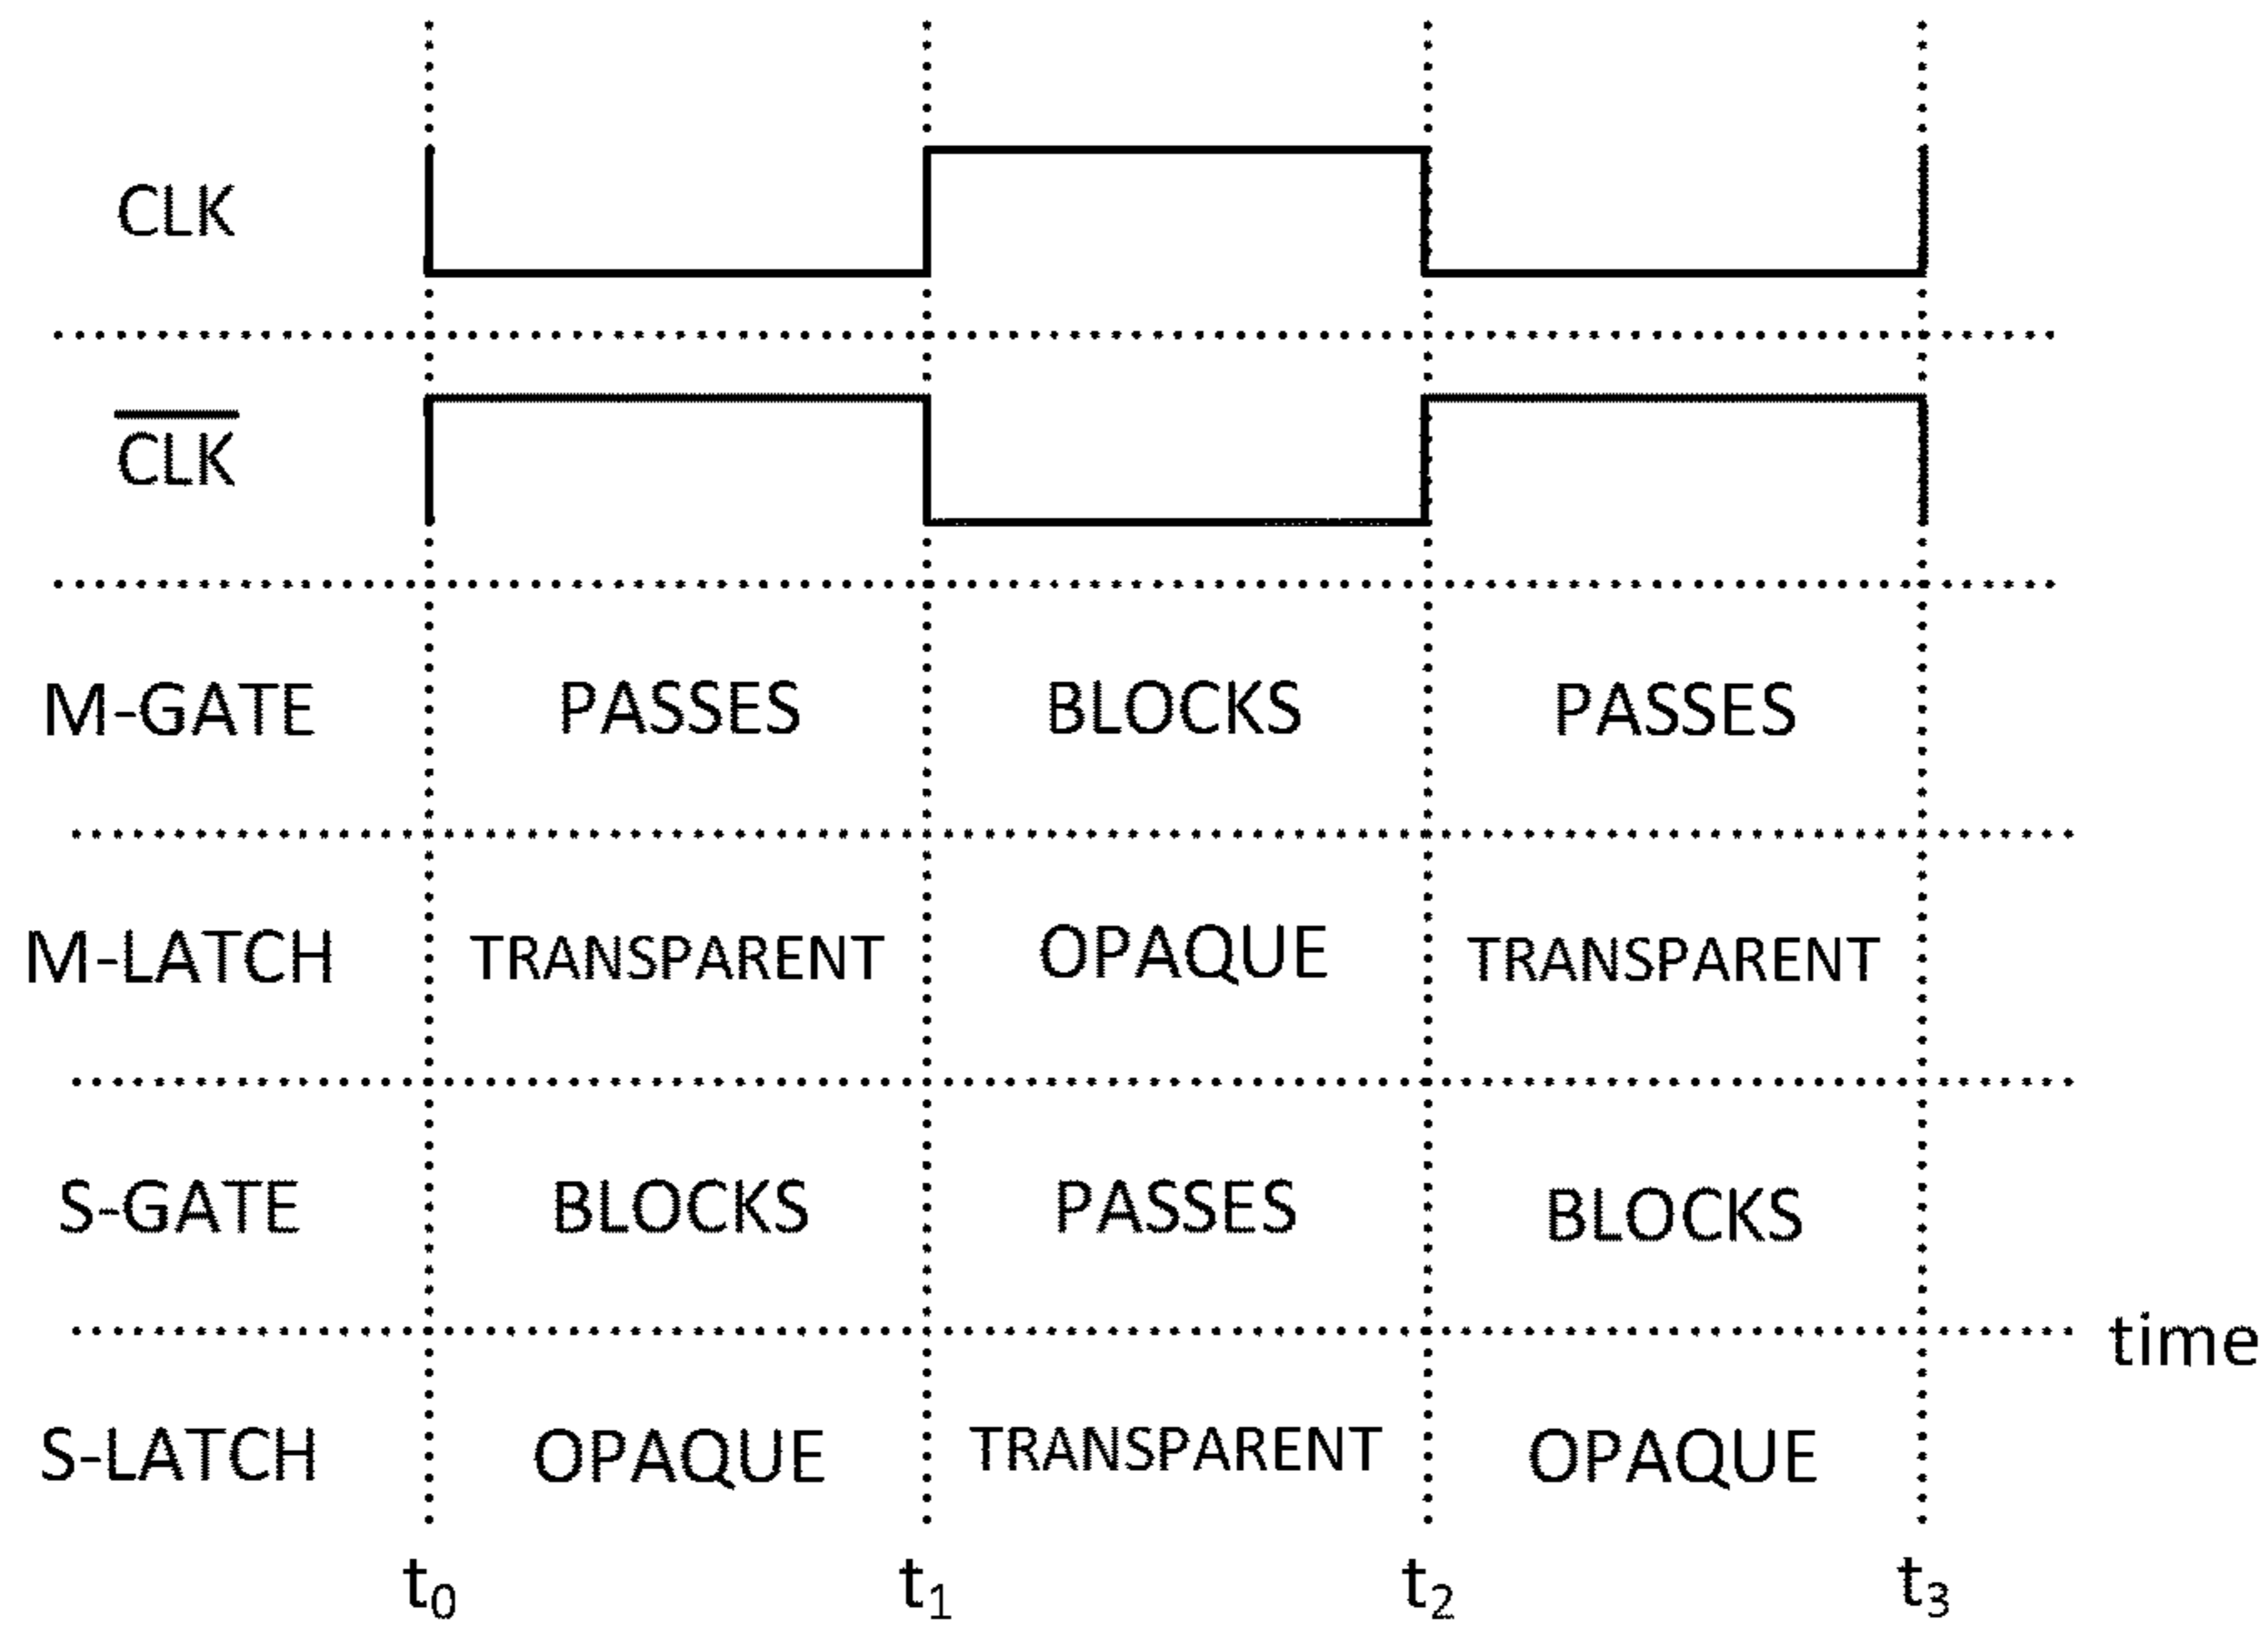 CLK
C̅L̅K̅
M-GATE PASSES BLOCKS PASSES
M-LATCH TRANSPARENT OPAQUE TRANSPARENT
S-GATE BLOCKS PASSES BLOCKS
time
S-LATCH OPAQUE TRANSPARENT OPAQUE
t₀ t₁ t₂ t₃